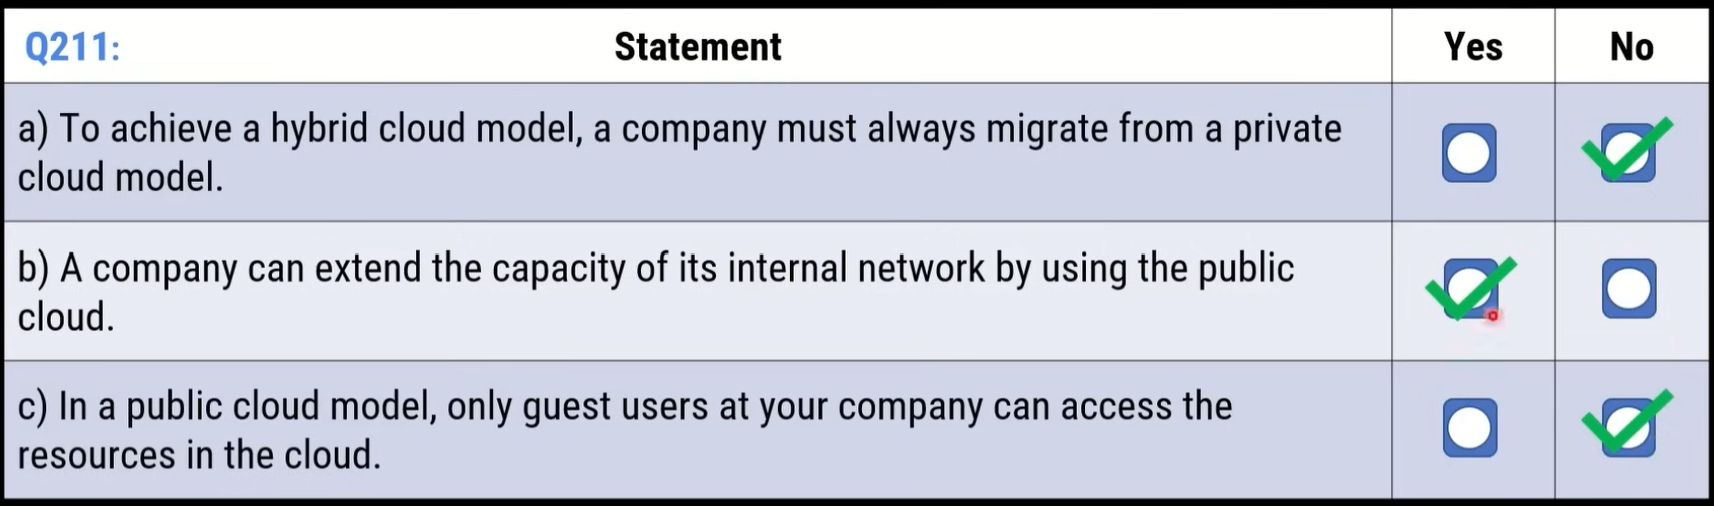 Q211: Statement Yes No
a) To achieve a hybrid cloud model, a company must always migrate from a private
cloud model.
b) A company can extend the capacity of its internal network by using the public
cloud.
c) In a public cloud model, only guest users at your company can access the
resources in the cloud.